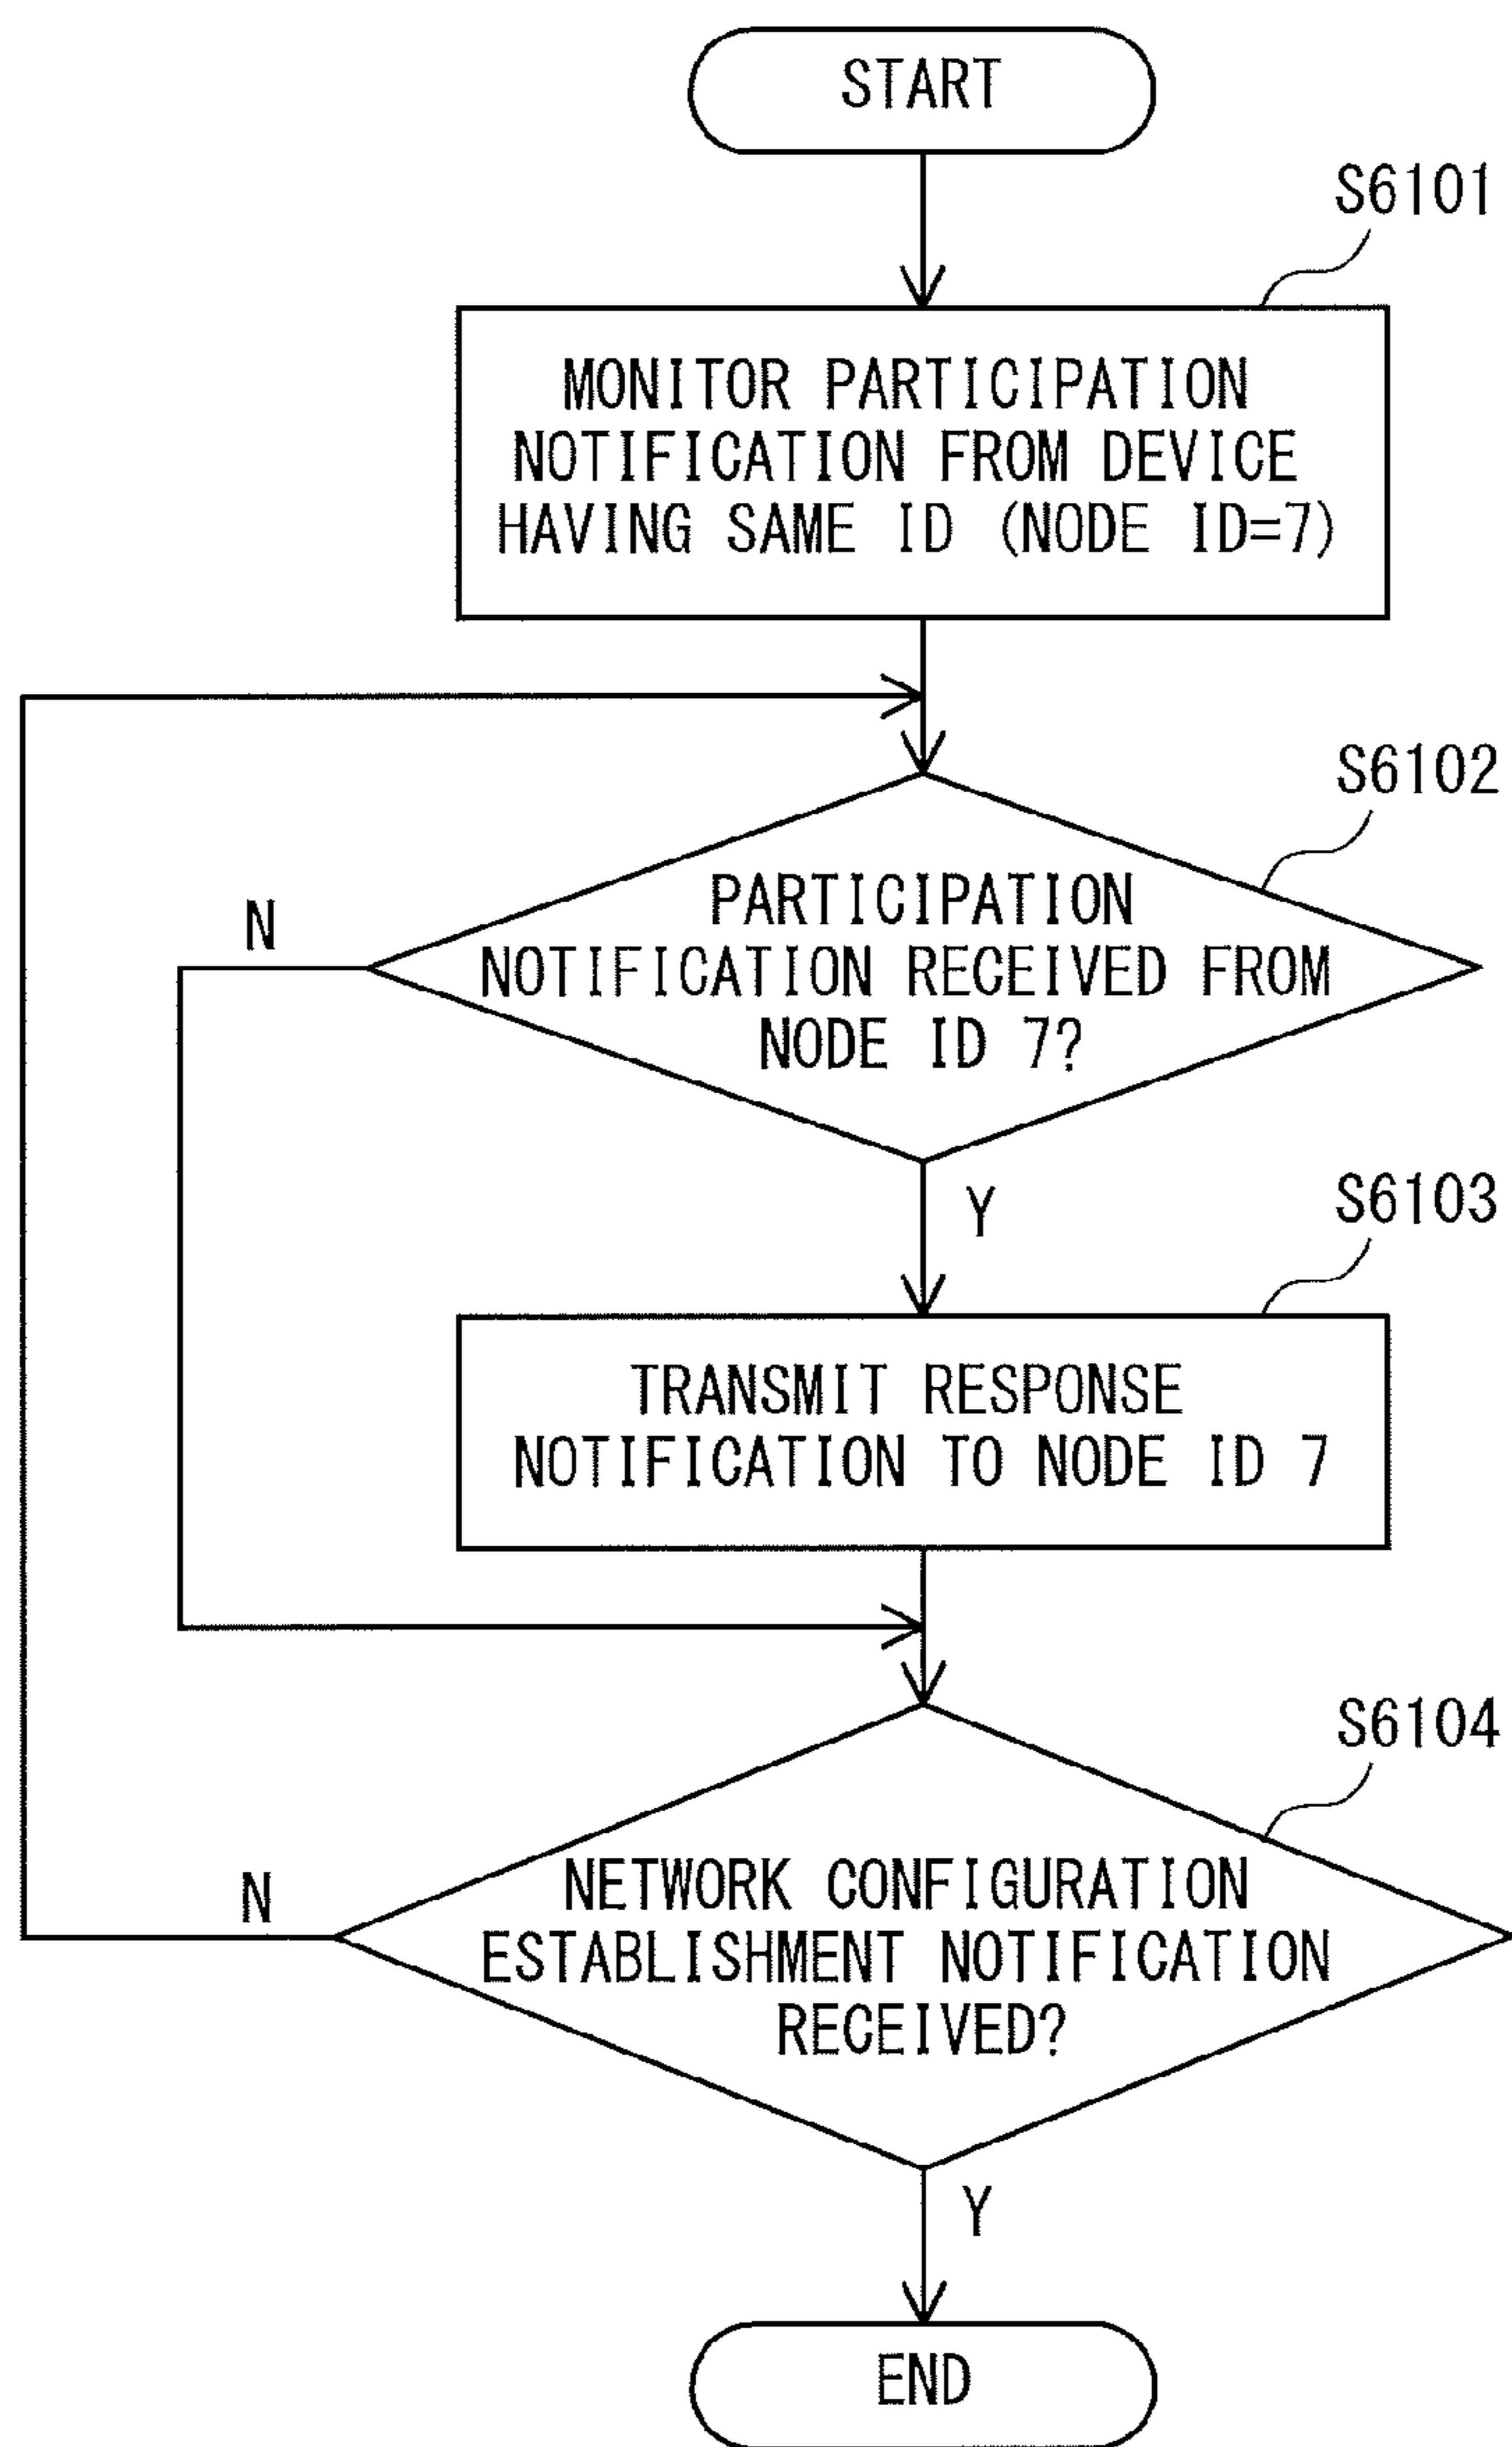 START
S6101
MONITOR PARTICIPATION
NOTIFICATION FROM DEVICE
HAVING SAME ID (NODE ID=7)
S6102
PARTICIPATION
NOTIFICATION RECEIVED FROM
NODE ID 7?
N
Y
S6103
TRANSMIT RESPONSE
NOTIFICATION TO NODE ID 7
S6104
NETWORK CONFIGURATION
ESTABLISHMENT NOTIFICATION
RECEIVED?
N
Y
END